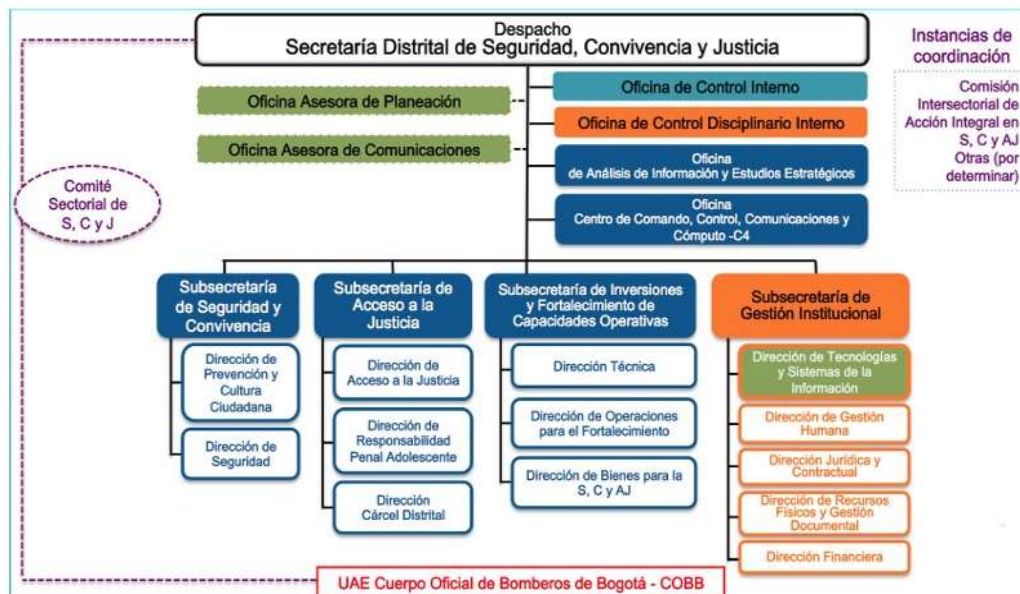 Despacho
Secretaría Distrital de Seguridad, Convivencia y Justicia
Instancias de
coordinación
Comisión
Intersectorial de
Acción Integral en
S, C y AJ
Otras (por
determinar)
Oficina Asesora de Planeación
Oficina Asesora de Comunicaciones
Oficina de Control Interno
Oficina de Control Disciplinario Interno
Oficina
de Análisis de Información y Estudios Estratégicos
Oficina
Centro de Comando, Control, Comunicaciones y
Cómputo -C4
Comité
Sectorial de
S, C y J
Subsecretaría
de Seguridad y
Convivencia
Dirección de
Prevención y
Cultura
Ciudadana
Dirección de
Seguridad
Subsecretaría de
Acceso a la
Justicia
Dirección de
Acceso a la Justicia
Dirección de
Responsabilidad
Penal Adolescente
Dirección
Cárcel Distrital
Subsecretaría de Inversiones
y Fortalecimiento de
Capacidades Operativas
Dirección Técnica
Dirección de Operaciones
para el Fortalecimiento
Dirección de Bienes para la
S, C y AJ
Subsecretaría de
Gestión Institucional
Dirección de Tecnologías
y Sistemas de la
Información
Dirección de Gestión
Humana
Dirección Jurídica y
Contractual
Dirección de Recursos
Físicos y Gestión
Documental
Dirección Financiera
UAE Cuerpo Oficial de Bomberos de Bogotá - COBB